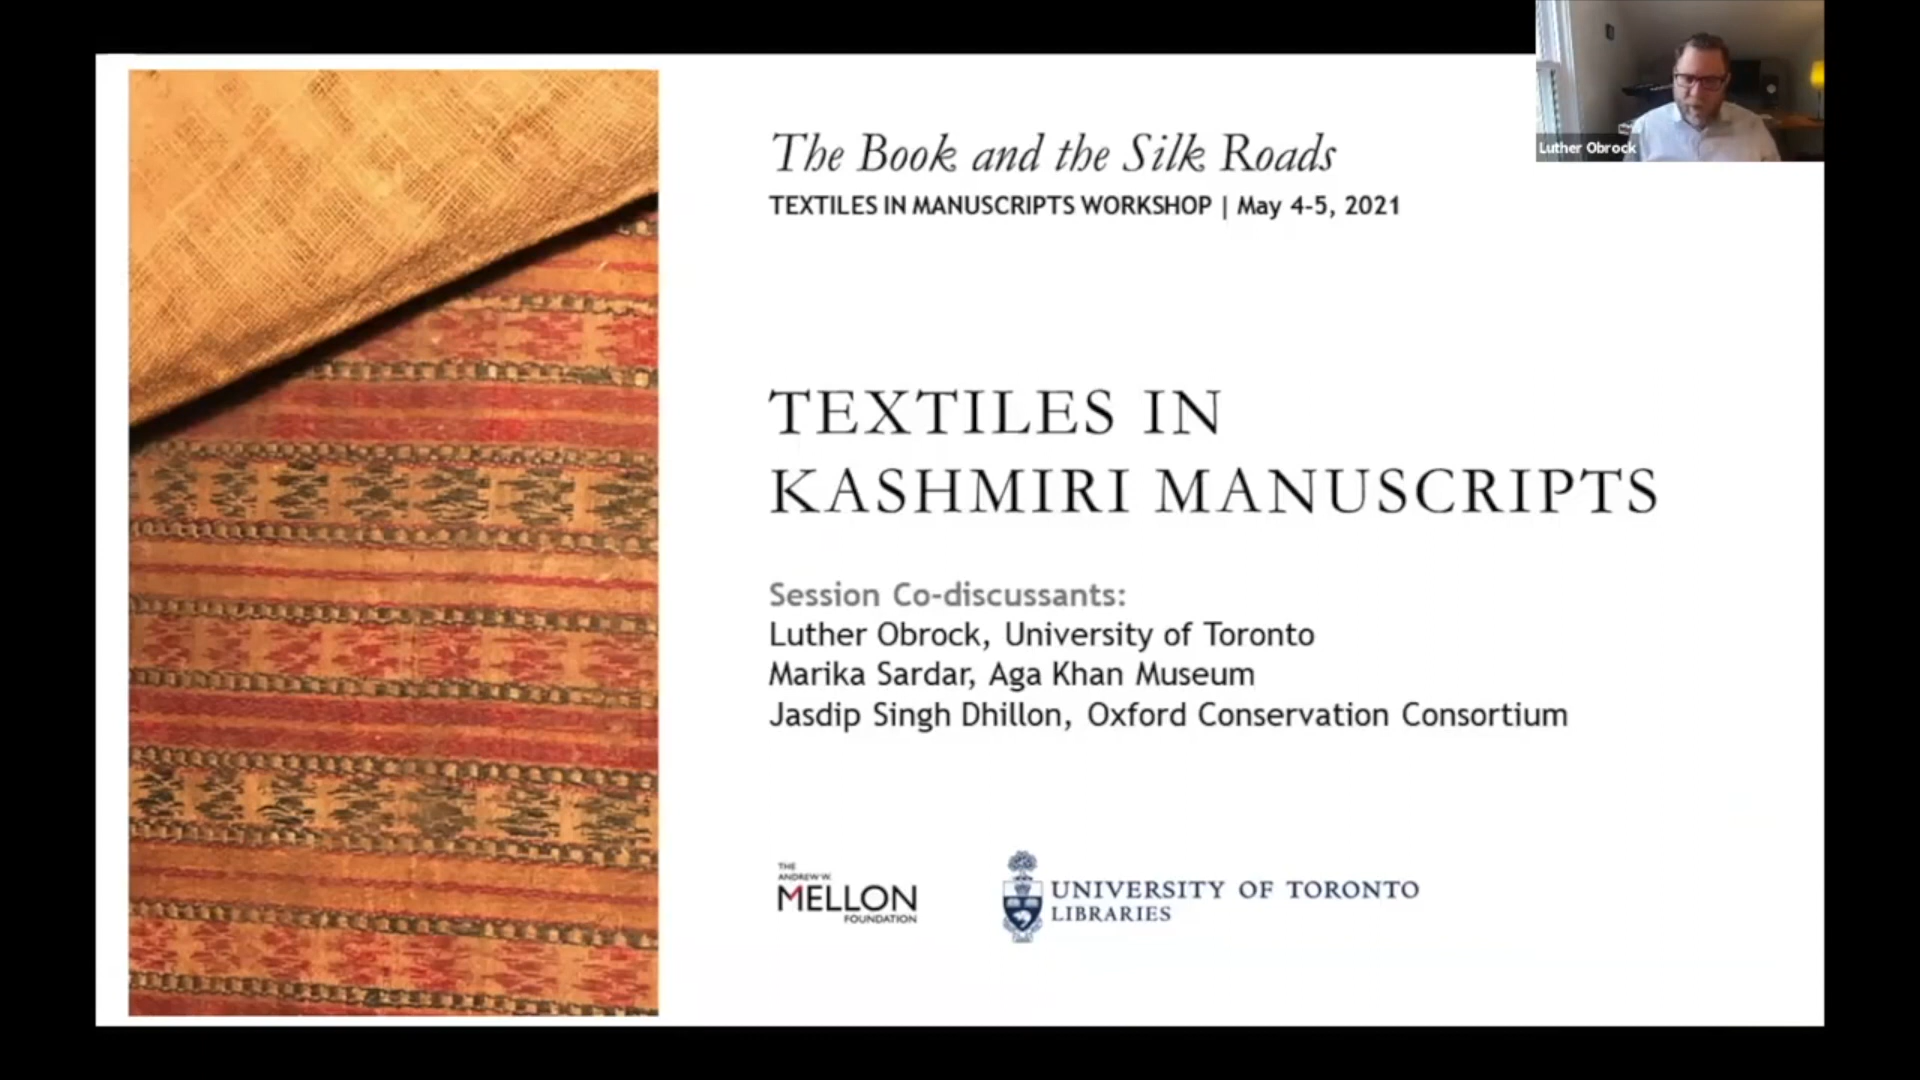 The Book and the Silk Roads
TEXTILES IN MANUSCRIPTS WORKSHOP | May 4-5, 2021
TEXTILES IN
KASHMIRI MANUSCRIPTS
Session Co-discussants:
Luther Obrock, University of Toronto
Marika Sardar, Aga Khan Museum
Jasdip Singh Dhillon, Oxford Conservation Consortium
THE
ANDREW W.
MELLON
FOUNDATION
UNIVERSITY OF TORONTO
LIBRARIES
Luther Obrock